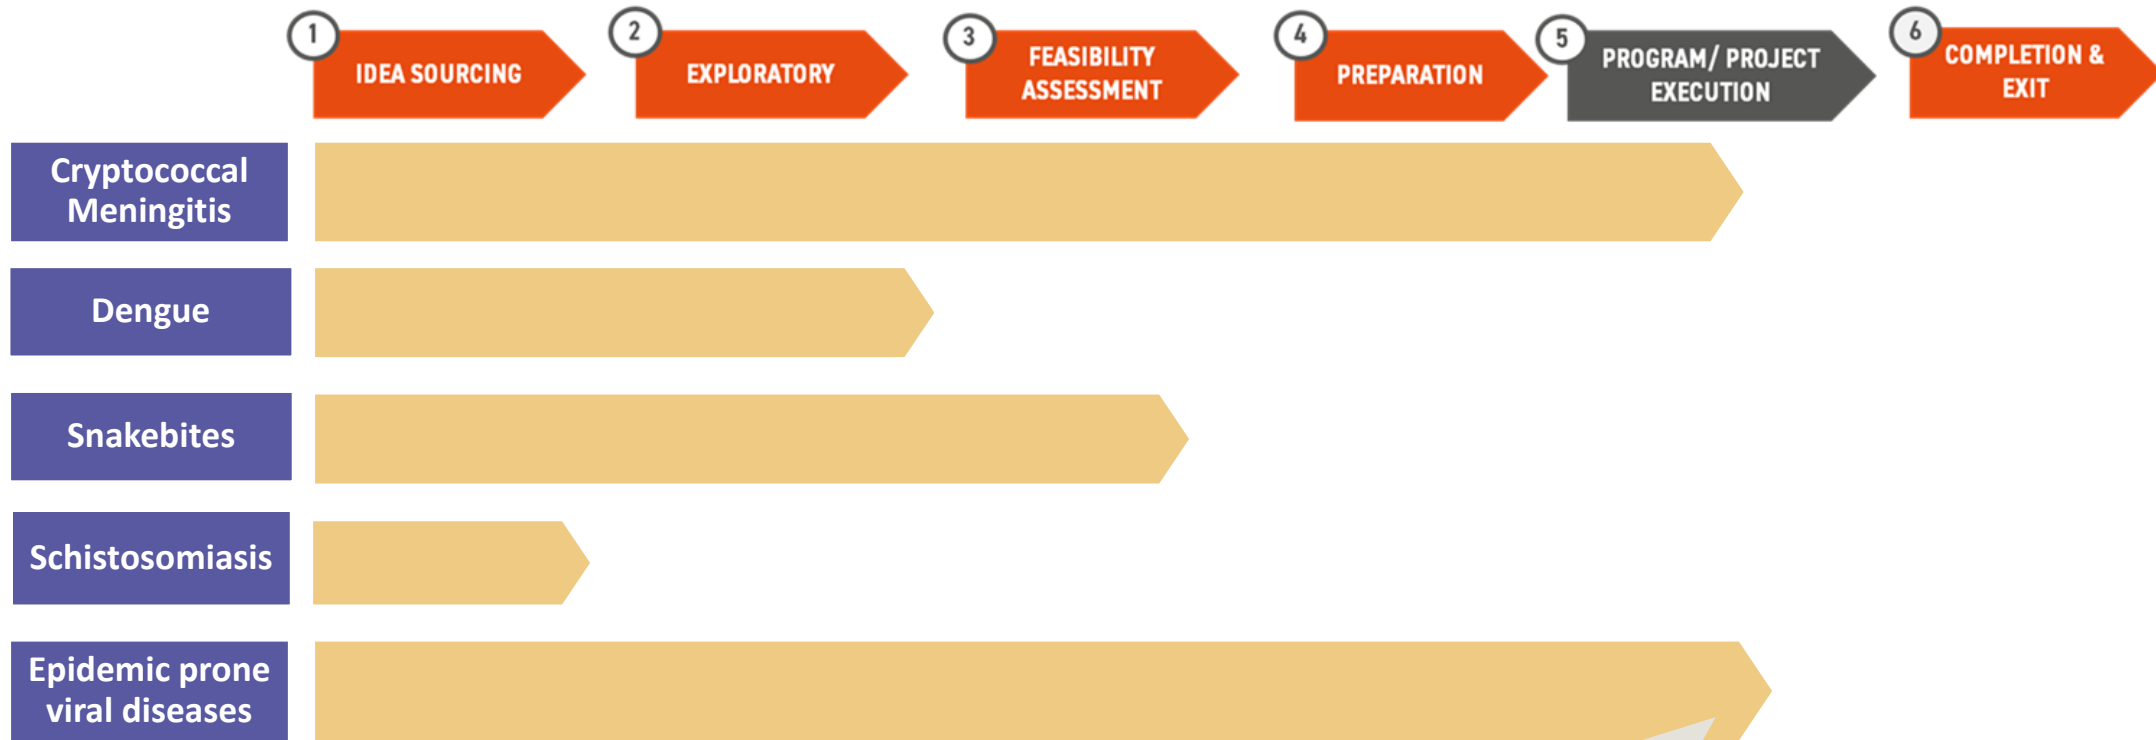 1
IDEA SOURCING
2
EXPLORATORY
3
FEASIBILITY
ASSESSMENT
4
PREPARATION
5
PROGRAM/ PROJECT
EXECUTION
6
COMPLETION &
EXIT
Cryptococcal
Meningitis
Dengue
Snakebites
Schistosomiasis
Epidemic prone
viral diseases